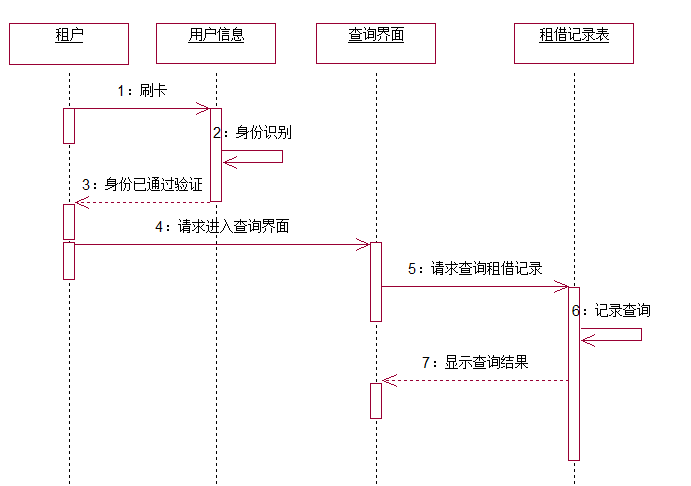 租户
用户信息
查询界面
租借记录表
1：刷卡
2：身份识别
3：身份已通过验证
4：请求进入查询界面
5：请求查询租借记录
6：记录查询
7：显示查询结果